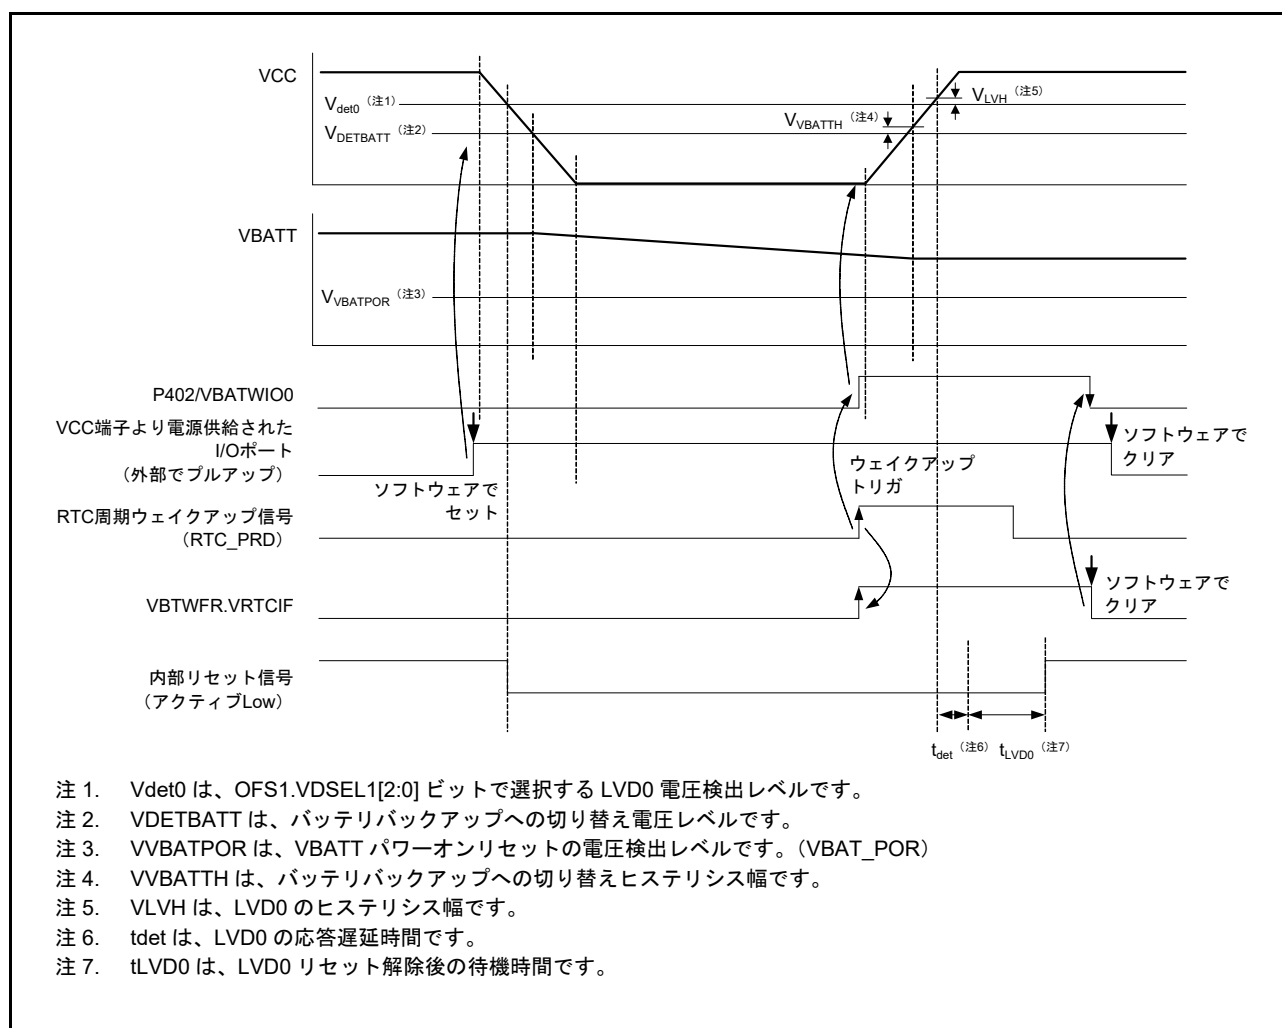 VCC
Vdet0（注1）
VDETBATT（注2）
VVBATTH（注4）
VLVH（注5）
VBATT
VVBATPOR（注3）
P402/VBATWIO0
VCC端子より電源供給された
I/Oポート
（外部でプルアップ）
ソフトウェアで
セット
ウェイクアップ
トリガ
ソフトウェアで
クリア
RTC周期ウェイクアップ信号
（RTC_PRD）
VBTWFR.VRTCIF
ソフトウェアで
クリア
内部リセット信号
（アクティブLow）
tdet（注6） tLVD0（注7）
注 1. Vdet0 は、OFS1.VDSEL1[2:0] ビットで選択する LVD0 電圧検出レベルです。
注 2. VDETBATT は、バッテリバックアップへの切り替え電圧レベルです。
注 3. VVBATPOR は、VBATT パワーオンリセットの電圧検出レベルです。（VBAT_POR）
注 4. VVBATTH は、バッテリバックアップへの切り替えヒステリシス幅です。
注 5. VLVH は、LVD0 のヒステリシス幅です。
注 6. tdet は、LVD0 の応答遅延時間です。
注 7. tLVD0 は、LVD0 リセット解除後の待機時間です。